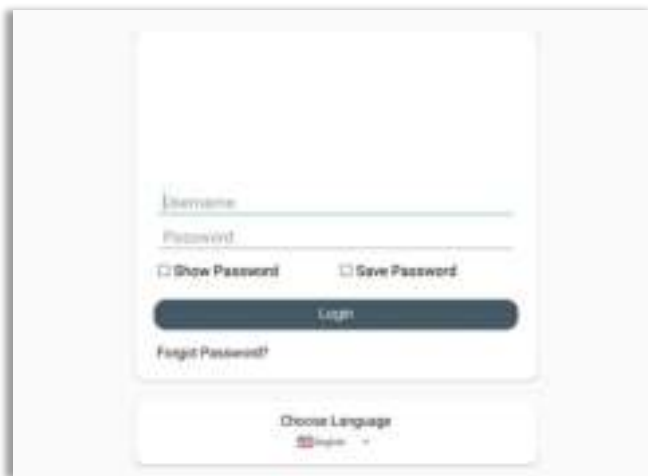 Username
Password
Show Password Save Password
Login
Forgot Password?
Choose Language
English